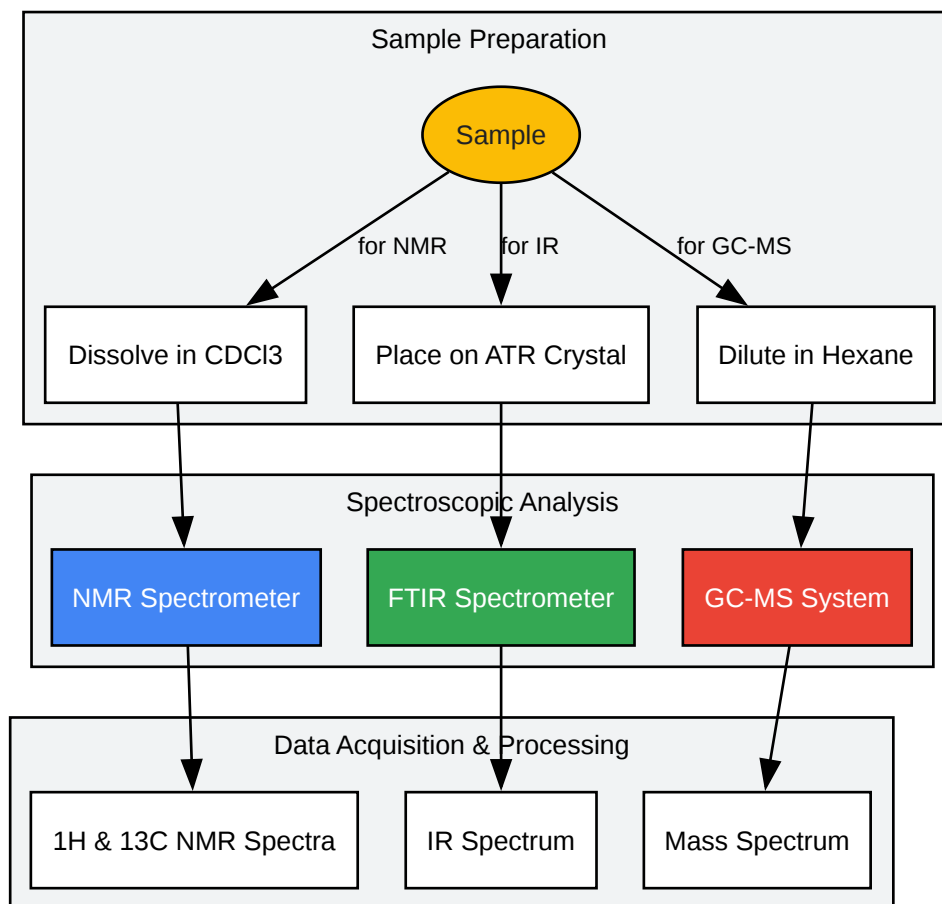 Sample Preparation
Sample
for NMR
for IR
for GC-MS
Dissolve in CDCl3
Place on ATR Crystal
Dilute in Hexane
Spectroscopic Analysis
NMR Spectrometer
FTIR Spectrometer
GC-MS System
Data Acquisition & Processing
1H & 13C NMR Spectra
IR Spectrum
Mass Spectrum